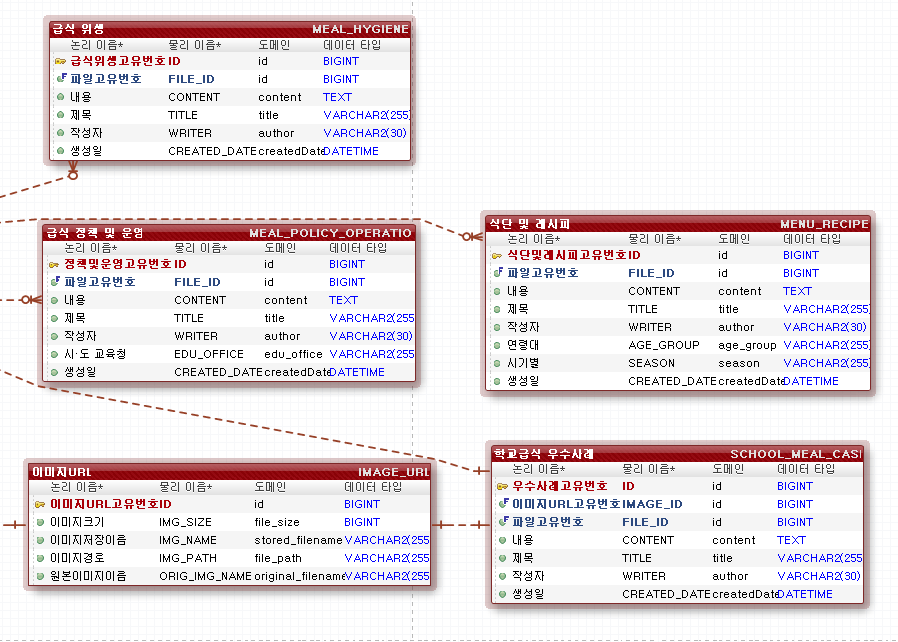 급식 위생 MEAL_HYGIENE
논리 이름* 물리 이름* 도메인 데이터 타입
급식위생고유번호 ID id BIGINT
파일고유번호 FILE_ID id BIGINT
내용 CONTENT content TEXT
제목 TITLE title VARCHAR2(255)
작성자 WRITER author VARCHAR2(30)
생성일 CREATED_DATE createdDate DATETIME
급식 정책 및 운영 MEAL_POLICY_OPERATIO
논리 이름* 물리 이름* 도메인 데이터 타입
정책및운영고유번호 ID id BIGINT
파일고유번호 FILE_ID id BIGINT
내용 CONTENT content TEXT
제목 TITLE title VARCHAR2(255
작성자 WRITER author VARCHAR2(30)
시·도 교육청 EDU_OFFICE edu_office VARCHAR2(255
생성일 CREATED_DATE createdDate DATETIME
식단 및 레시피 MENU_RECIPE
논리 이름* 물리 이름* 도메인 데이터 타입
식단및레시피고유번호 ID id BIGINT
파일고유번호 FILE_ID id BIGINT
내용 CONTENT content TEXT
제목 TITLE title VARCHAR2(255)
작성자 WRITER author VARCHAR2(30)
연령대 AGE_GROUP age_group VARCHAR2(255)
시기별 SEASON season VARCHAR2(255)
생성일 CREATED_DATE createdDate DATETIME
이미지URL IMAGE_URL
논리 이름* 물리 이름* 도메인 데이터 타입
이미지URL고유번호 ID id BIGINT
이미지크기 IMG_SIZE file_size BIGINT
이미지저장이름 IMG_NAME stored_filename VARCHAR2(255
이미지경로 IMG_PATH file_path VARCHAR2(255
원본이미지이름 ORIG_IMG_NAME original_filename VARCHAR2(255
학교급식 우수사례 SCHOOL_MEAL_CAS
논리 이름* 물리 이름* 도메인 데이터 타입
우수사례고유번호 ID id BIGINT
이미지URL고유번호 IMAGE_ID id BIGINT
파일고유번호 FILE_ID id BIGINT
내용 CONTENT content TEXT
제목 TITLE title VARCHAR2(255
작성자 WRITER author VARCHAR2(30)
생성일 CREATED_DATE createdDate DATETIME